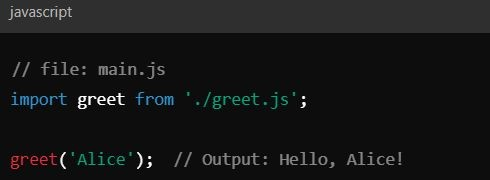 javascript
// file: main.js
import greet from './greet.js';
greet('Alice');  // Output: Hello, Alice!